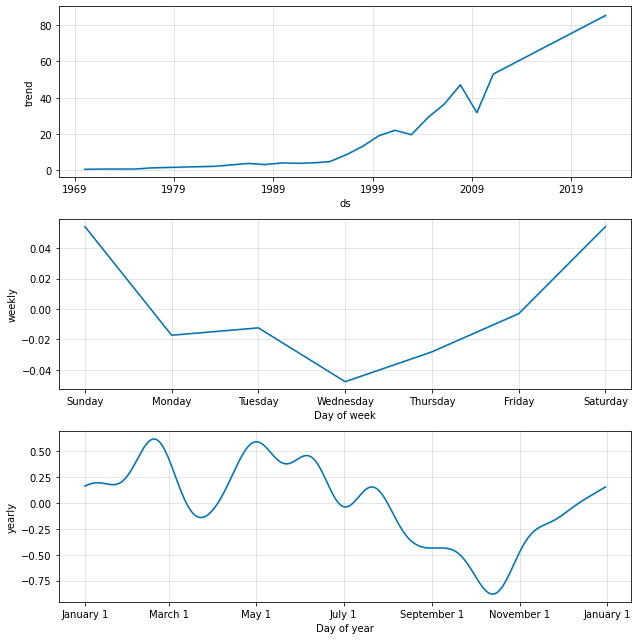 80
60
40
20
0
trend
1969 1979 1989 1999 2009 2019
ds
0.04
0.02
0.00
−0.02
−0.04
weekly
Sunday Monday Tuesday Wednesday Thursday Friday Saturday
Day of week
0.50
0.25
0.00
−0.25
−0.50
−0.75
yearly
January 1 March 1 May 1 July 1 September 1 November 1 January 1
Day of year